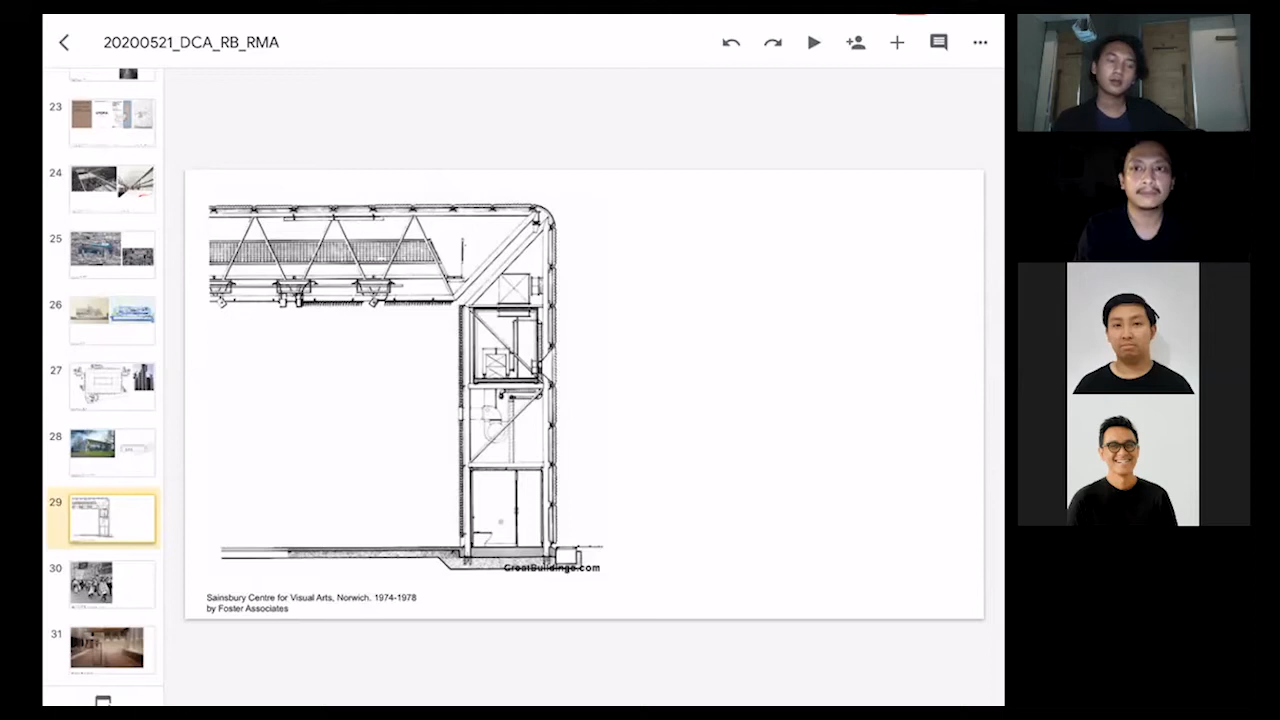 20200521_DCA_RB_RMA
23
24
25
26
27
28
29
30
31
GreatBuildings.com
Sainsbury Centre for Visual Arts, Norwich. 1974-1978
by Foster Associates